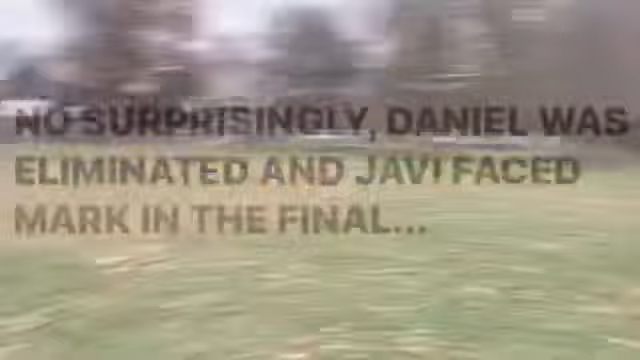 NO SURPRISINGLY, DANIEL WAS
ELIMINATED AND JAVI FACED
MARK IN THE FINAL...